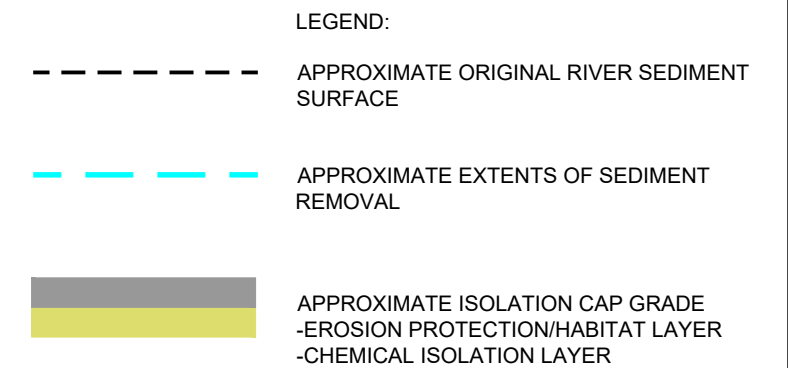 LEGEND:
APPROXIMATE ORIGINAL RIVER SEDIMENT
SURFACE
APPROXIMATE EXTENTS OF SEDIMENT
REMOVAL
APPROXIMATE ISOLATION CAP GRADE
-EROSION PROTECTION/HABITAT LAYER
-CHEMICAL ISOLATION LAYER